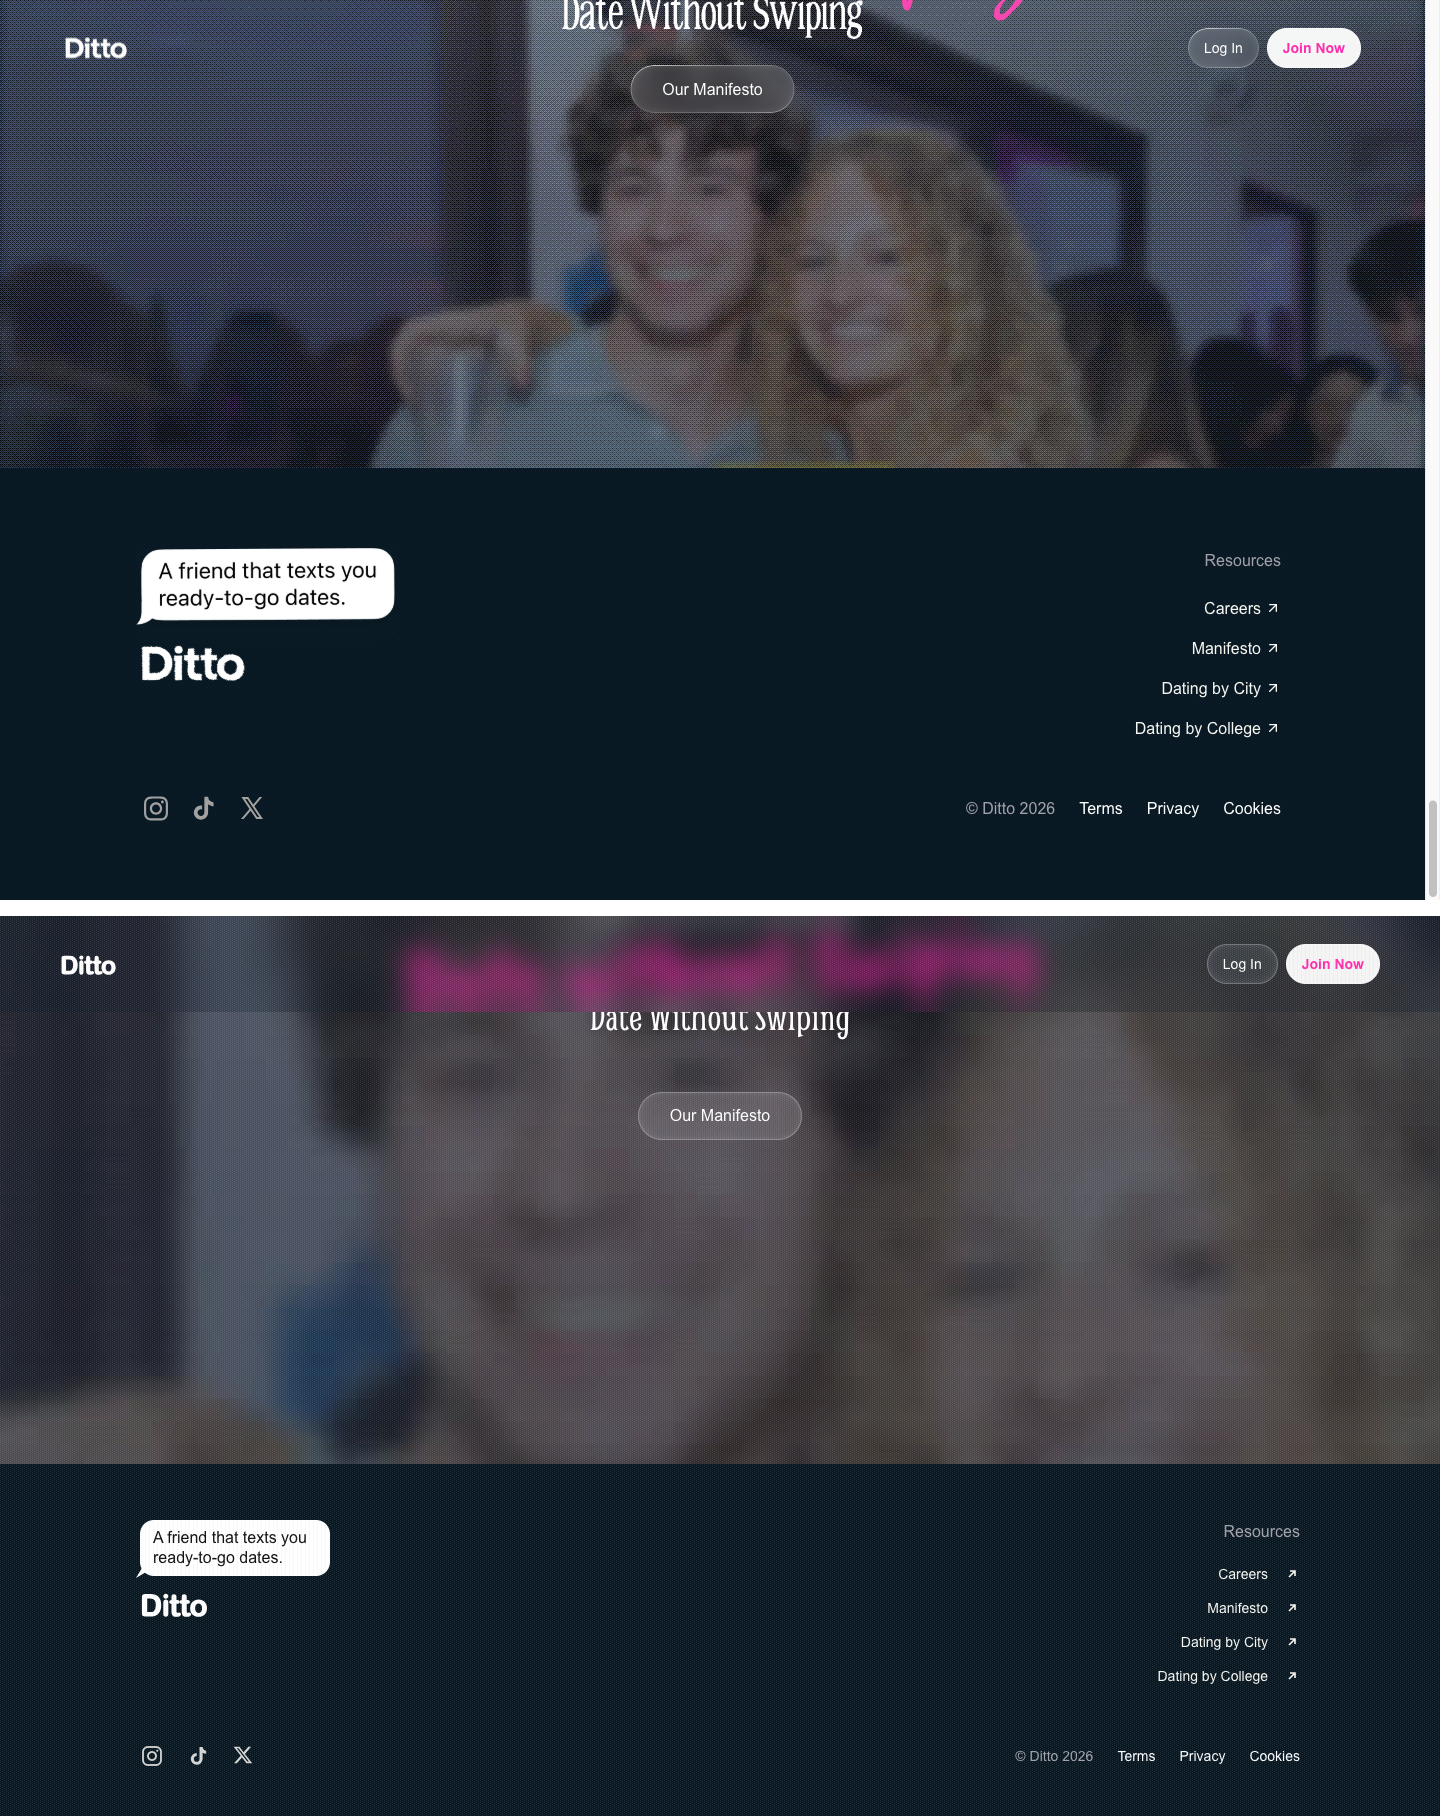 Date Without Swiping
Ditto
Log In
Join Now
Our Manifesto
A friend that texts you
ready-to-go dates.
Ditto
Resources
Careers
Manifesto
Dating by City
Dating by College
© Ditto 2026
Terms
Privacy
Cookies
Ditto
Log In
Join Now
Date Without Swiping
Our Manifesto
A friend that texts you
ready-to-go dates.
Ditto
Resources
Careers
Manifesto
Dating by City
Dating by College
© Ditto 2026
Terms
Privacy
Cookies